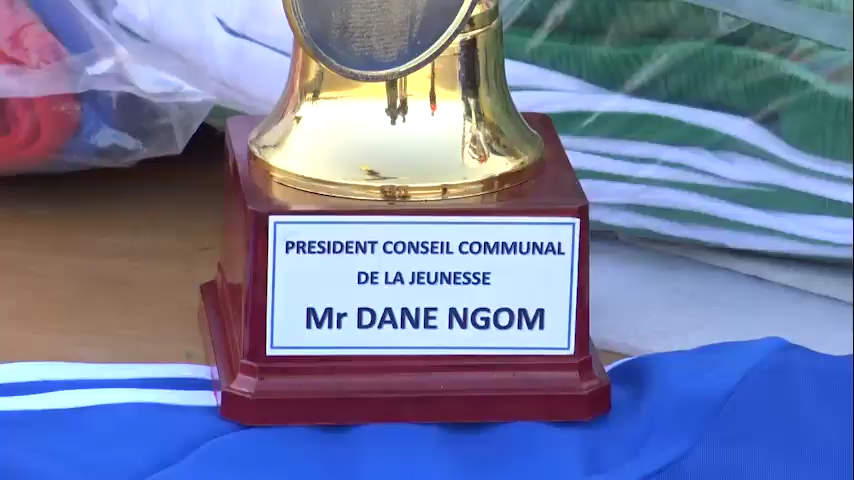 PRESIDENT CONSEIL COMMUNAL
DE LA JEUNESSE
Mr DANE NGOM